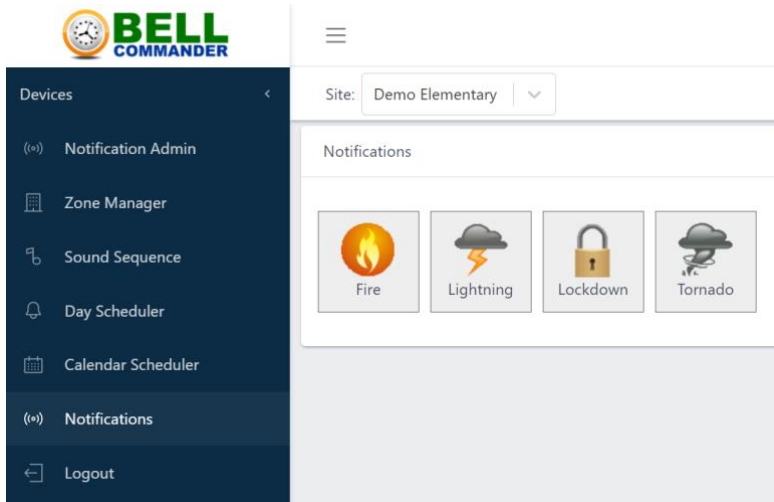 BELL
COMMANDER
Devices
Notification Admin
Zone Manager
Sound Sequence
Day Scheduler
Calendar Scheduler
Notifications
Logout
Site: Demo Elementary
Notifications
Fire
Lightning
Lockdown
Tornado